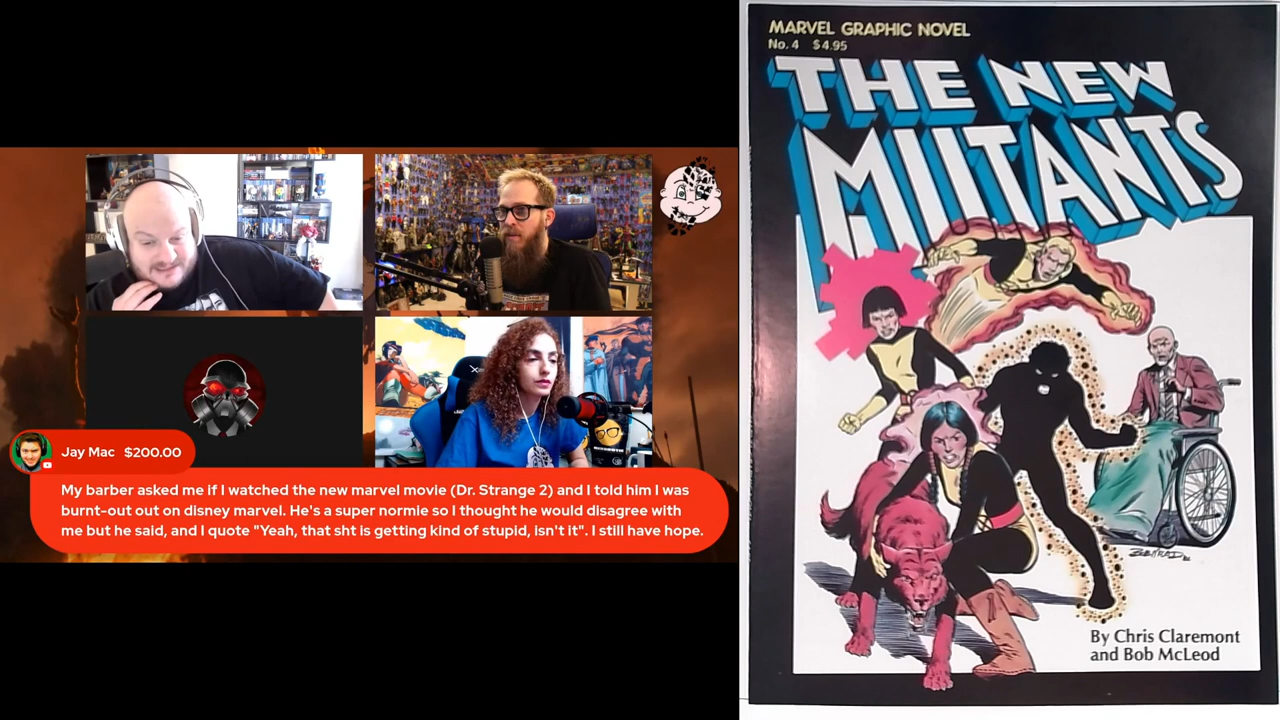 Jay Mac $200.00
My barber asked me if I watched the new marvel movie (Dr. Strange 2) and I told him I was
burnt-out out on disney marvel. He's a super normie so I thought he would disagree with
me but he said, and I quote "Yeah, that sht is getting kind of stupid, isn't it". I still have hope.
MARVEL GRAPHIC NOVEL
No. 4 $4.95
THE NEW
MUTANTS
By Chris Claremont
and Bob McLeod